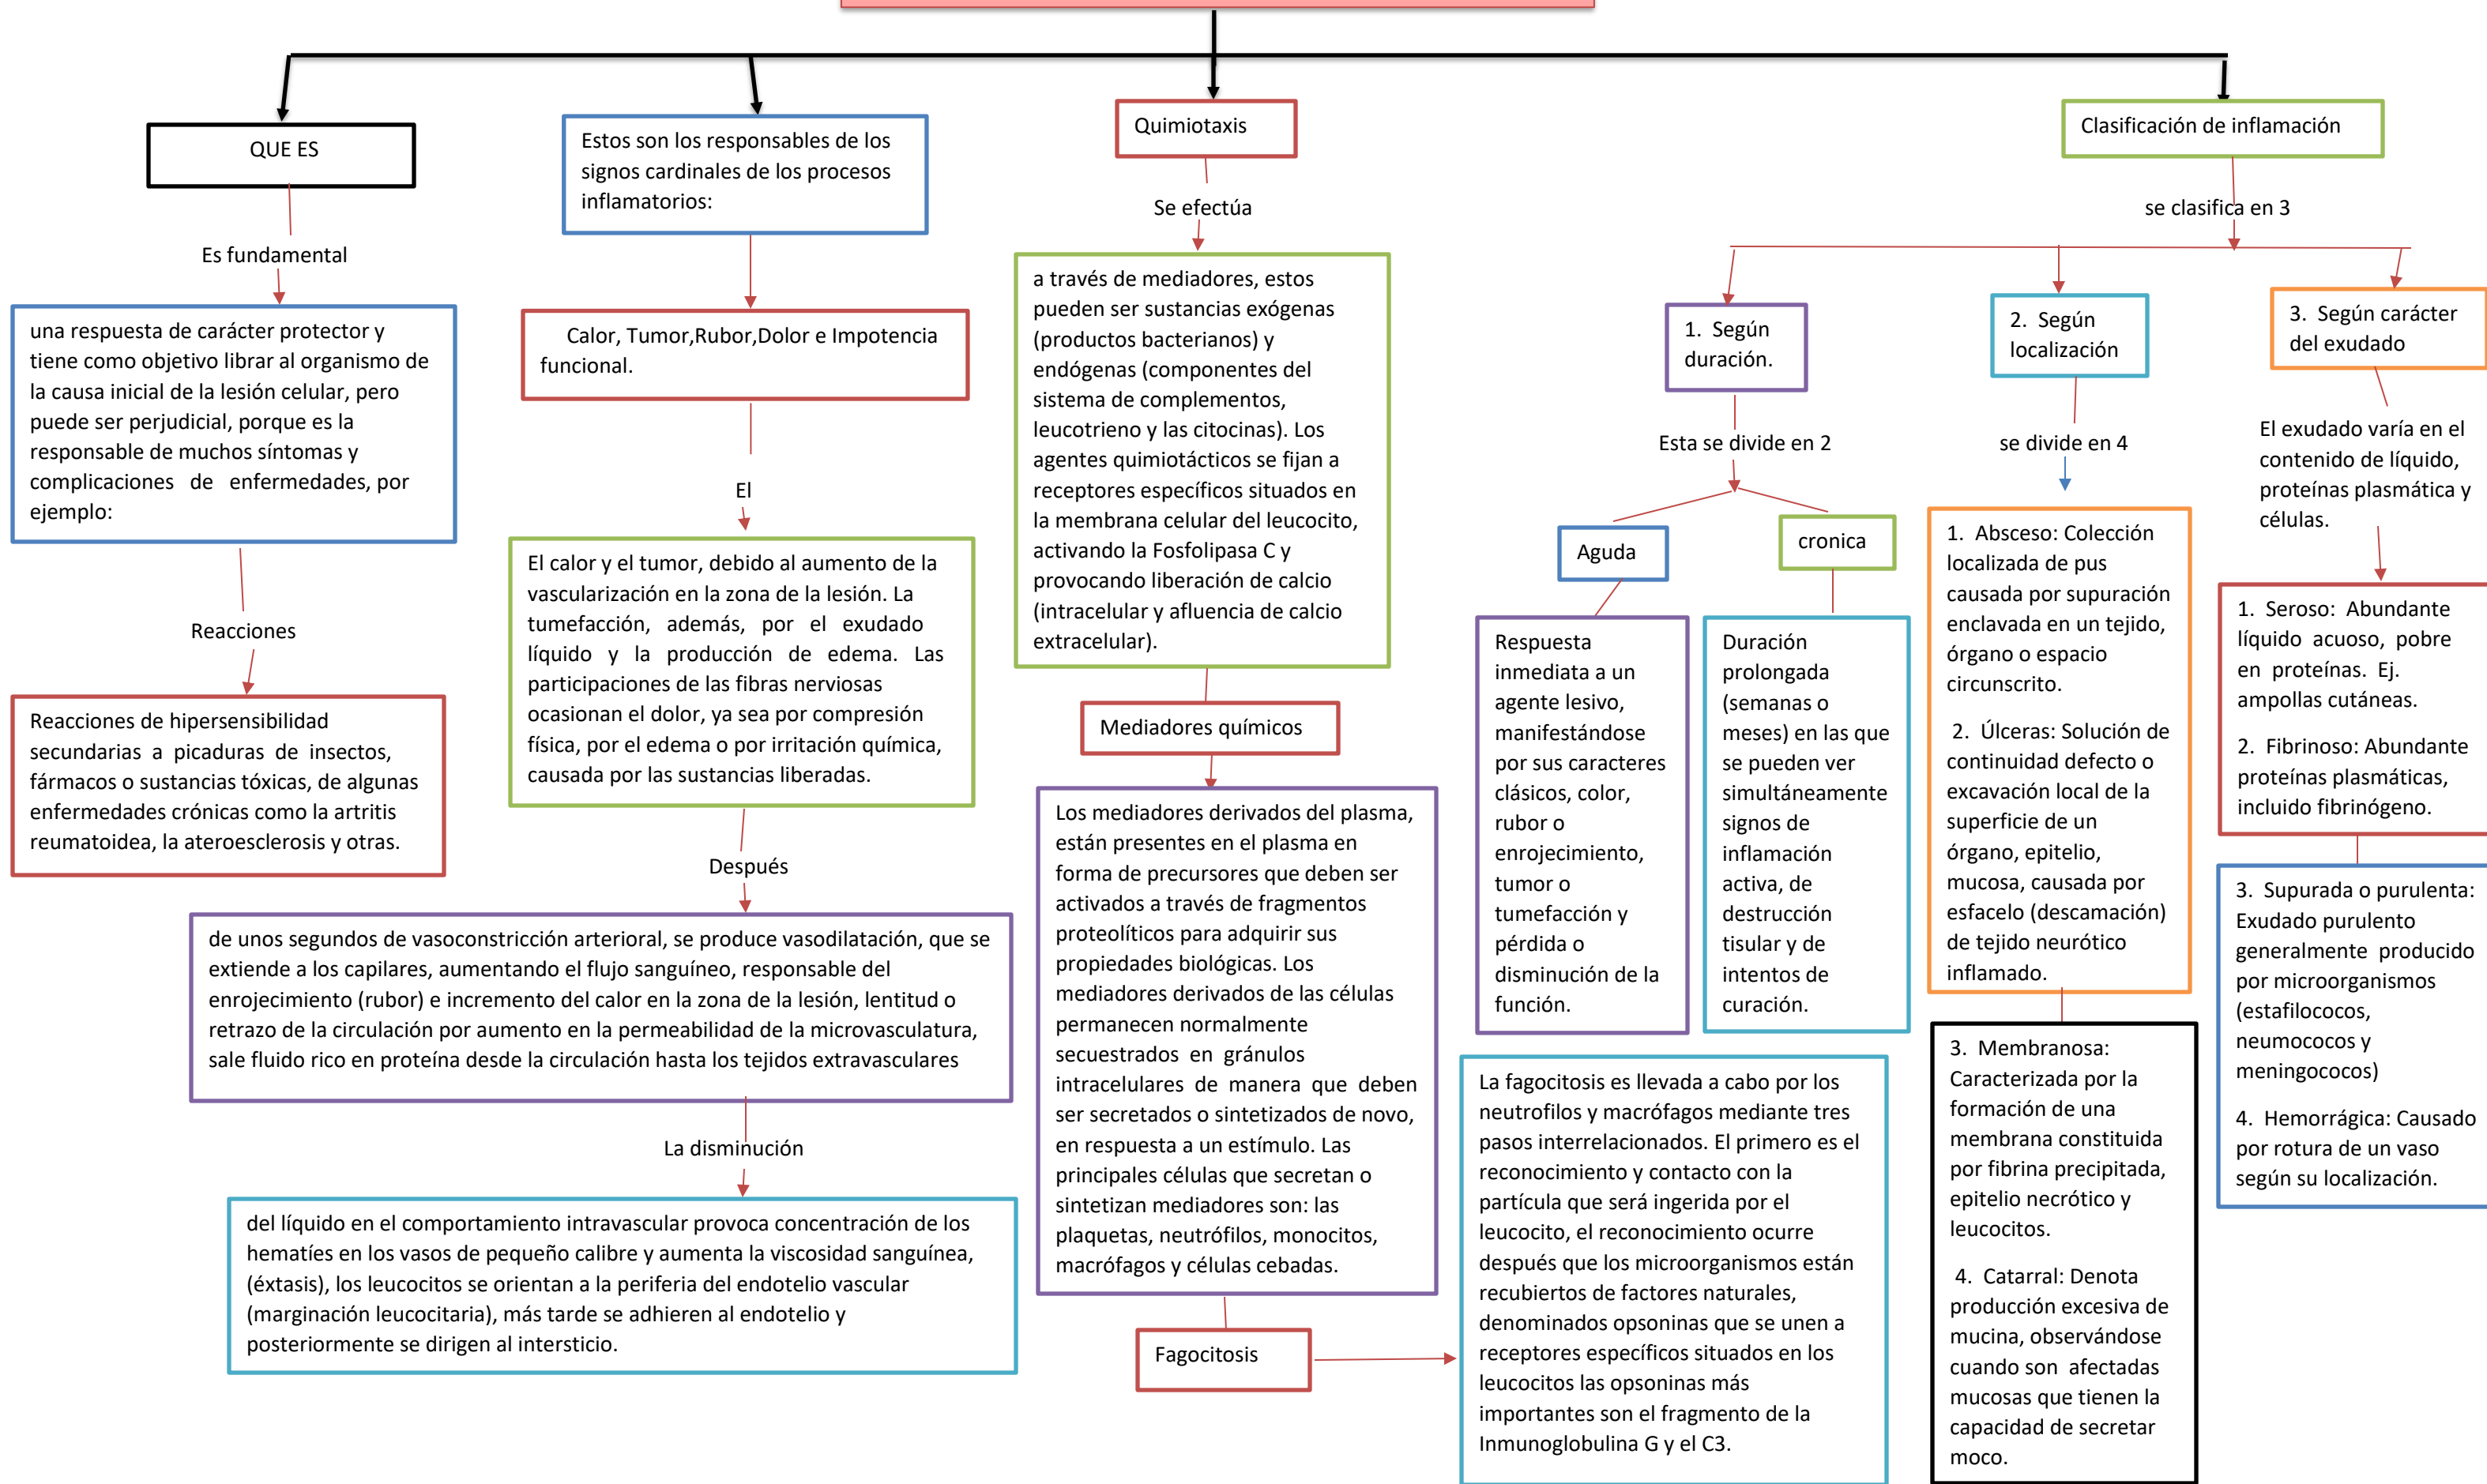 QUE ES
Es fundamental
una respuesta de carácter protector y
tiene como objetivo librar al organismo de
la causa inicial de la lesión celular, pero
puede ser perjudicial, porque es la
responsable de muchos síntomas y
complicaciones de enfermedades, por
ejemplo:
Reacciones
Reacciones de hipersensibilidad
secundarias a picaduras de insectos,
fármacos o sustancias tóxicas, de algunas
enfermedades crónicas como la artritis
reumatoidea, la ateroesclerosis y otras.
Estos son los responsables de los
signos cardinales de los procesos
inflamatorios:
Calor, Tumor,Rubor,Dolor e Impotencia
funcional.
El
El calor y el tumor, debido al aumento de la
vascularización en la zona de la lesión. La
tumefacción, además, por el exudado
líquido y la producción de edema. Las
participaciones de las fibras nerviosas
ocasionan el dolor, ya sea por compresión
física, por el edema o por irritación química,
causada por las sustancias liberadas.
Después
de unos segundos de vasoconstricción arterioral, se produce vasodilatación, que se
extiende a los capilares, aumentando el flujo sanguíneo, responsable del
enrojecimiento (rubor) e incremento del calor en la zona de la lesión, lentitud o
retrazo de la circulación por aumento en la permeabilidad de la microvasculatura,
sale fluido rico en proteína desde la circulación hasta los tejidos extravasculares
La disminución
del líquido en el comportamiento intravascular provoca concentración de los
hematíes en los vasos de pequeño calibre y aumenta la viscosidad sanguínea,
(éxtasis), los leucocitos se orientan a la periferia del endotelio vascular
(marginación leucocitaria), más tarde se adhieren al endotelio y
posteriormente se dirigen al intersticio.
Quimiotaxis
Se efectúa
a través de mediadores, estos
pueden ser sustancias exógenas
(productos bacterianos) y
endógenas (componentes del
sistema de complementos,
leucotrieno y las citocinas). Los
agentes quimiotácticos se fijan a
receptores específicos situados en
la membrana celular del leucocito,
activando la Fosfolipasa C y
provocando liberación de calcio
(intracelular y afluencia de calcio
extracelular).
Mediadores químicos
Los mediadores derivados del plasma,
están presentes en el plasma en
forma de precursores que deben ser
activados a través de fragmentos
proteolíticos para adquirir sus
propiedades biológicas. Los
mediadores derivados de las células
permanecen normalmente
secuestrados en gránulos
intracelulares de manera que deben
ser secretados o sintetizados de novo,
en respuesta a un estímulo. Las
principales células que secretan o
sintetizan mediadores son: las
plaquetas, neutrófilos, monocitos,
macrófagos y células cebadas.
Fagocitosis
La fagocitosis es llevada a cabo por los
neutrofilos y macrófagos mediante tres
pasos interrelacionados. El primero es el
reconocimiento y contacto con la
partícula que será ingerida por el
leucocito, el reconocimiento ocurre
después que los microorganismos están
recubiertos de factores naturales,
denominados opsoninas que se unen a
receptores específicos situados en los
leucocitos las opsoninas más
importantes son el fragmento de la
Inmunoglobulina G y el C3.
Clasificación de inflamación
se clasifica en 3
1. Según
duración.
Esta se divide en 2
Aguda
Respuesta
inmediata a un
agente lesivo,
manifestándose
por sus caracteres
clásicos, color,
rubor o
enrojecimiento,
tumor o
tumefacción y
pérdida o
disminución de la
función.
cronica
Duración
prolongada
(semanas o
meses) en las que
se pueden ver
simultáneamente
signos de
inflamación
activa, de
destrucción
tisular y de
intentos de
curación.
2. Según
localización
se divide en 4
1. Absceso: Colección
localizada de pus
causada por supuración
enclavada en un tejido,
órgano o espacio
circunscrito.
2. Úlceras: Solución de
continuidad defecto o
excavación local de la
superficie de un
órgano, epitelio,
mucosa, causada por
esfacelo (descamación)
de tejido neurótico
inflamado.
3. Membranosa:
Caracterizada por la
formación de una
membrana constituida
por fibrina precipitada,
epitelio necrótico y
leucocitos.
4. Catarral: Denota
producción excesiva de
mucina, observándose
cuando son afectadas
mucosas que tienen la
capacidad de secretar
moco.
3. Según carácter
del exudado
El exudado varía en el
contenido de líquido,
proteínas plasmática y
células.
1. Seroso: Abundante
líquido acuoso, pobre
en proteínas. Ej.
ampollas cutáneas.
2. Fibrinoso: Abundante
proteínas plasmáticas,
incluido fibrinógeno.
3. Supurada o purulenta:
Exudado purulento
generalmente producido
por microorganismos
(estafilococos,
neumococos y
meningococos)
4. Hemorrágica: Causado
por rotura de un vaso
según su localización.